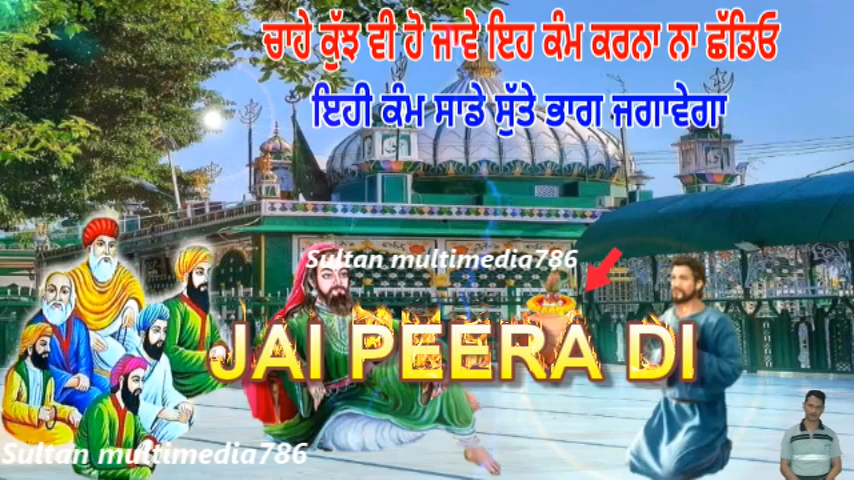 ਚਾਹੇ ਕੁੱਝ ਵੀ ਹੋ ਜਾਵੇ ਇਹ ਕੰਮ ਕਰਨਾ ਨਾ ਛੱਡਿਓ
ਇਹੀ ਕੰਮ ਸਾਡੇ ਸੁੱਤੇ ਭਾਗ ਜਗਾਵੇਗਾ
Sultan multimedia786
JAI PEERA DI
Sultan multimedia786